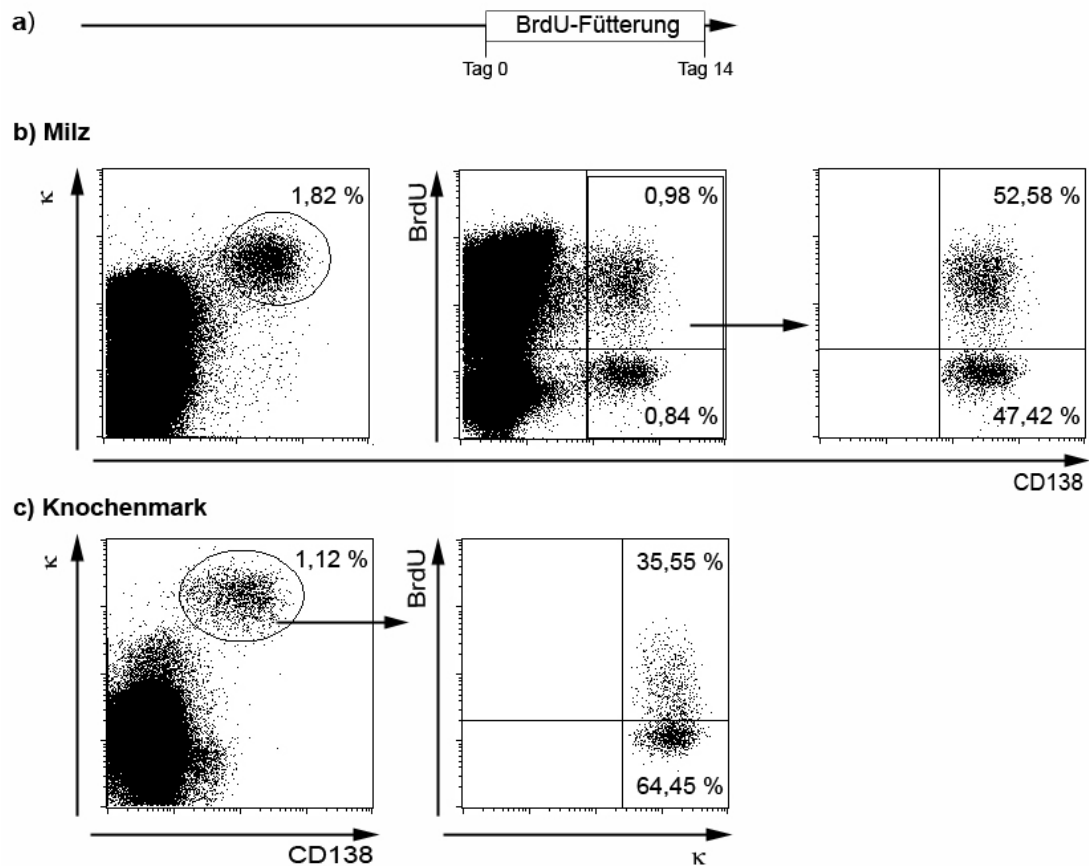 a)
BrdU-Fütterung
Tag 0
Tag 14
b) Milz
κ
1,82 %
BrdU
0,98 %
0,84 %
52,58 %
47,42 %
CD138
c) Knochenmark
κ
1,12 %
CD138
BrdU
35,55 %
64,45 %
κ